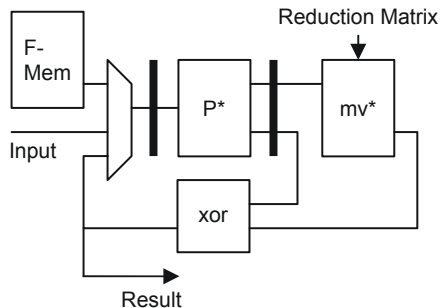 Reduction Matrix
F-
Mem
P*
mv*
Input
xor
Result